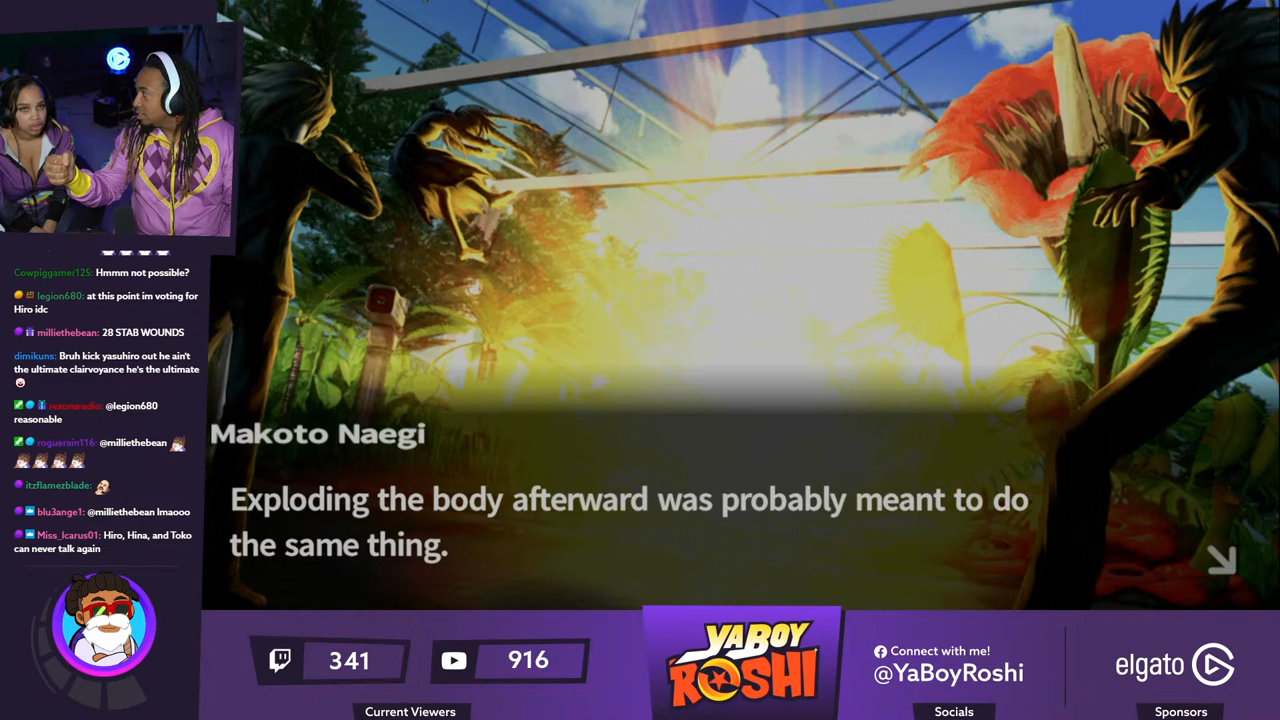 Cowpiggamer125: Hmmm not possible?
legion680: at this point im voting for
Hiro idc
milliethebean: 28 STAB WOUNDS
dimikuns: Bruh kick yasuhiro out he ain't
the ultimate clairvoyance he's the ultimate
@legion680
reasonable
roguerain116: @milliethebean
itzflamezblade:
blu3ange1: @milliethebean lmaooo
Miss_Icarus01: Hiro, Hina, and Toko
can never talk again
Makoto Naegi
Exploding the body afterward was probably meant to do
the same thing.
341
916
Current Viewers
YABOY
ROSHI
Connect with me!
@YaBoyRoshi
Socials
elgato
Sponsors